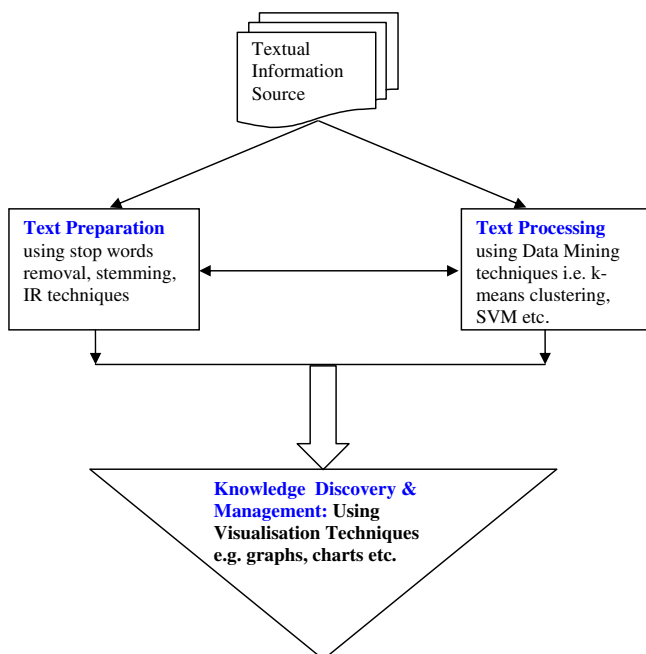 Textual
Information
Source
Text Preparation
using stop words
removal, stemming,
IR techniques
Text Processing
using Data Mining
techniques i.e. k-
means clustering,
SVM etc.
Knowledge Discovery &
Management: Using
Visualisation Techniques
e.g. graphs, charts etc.